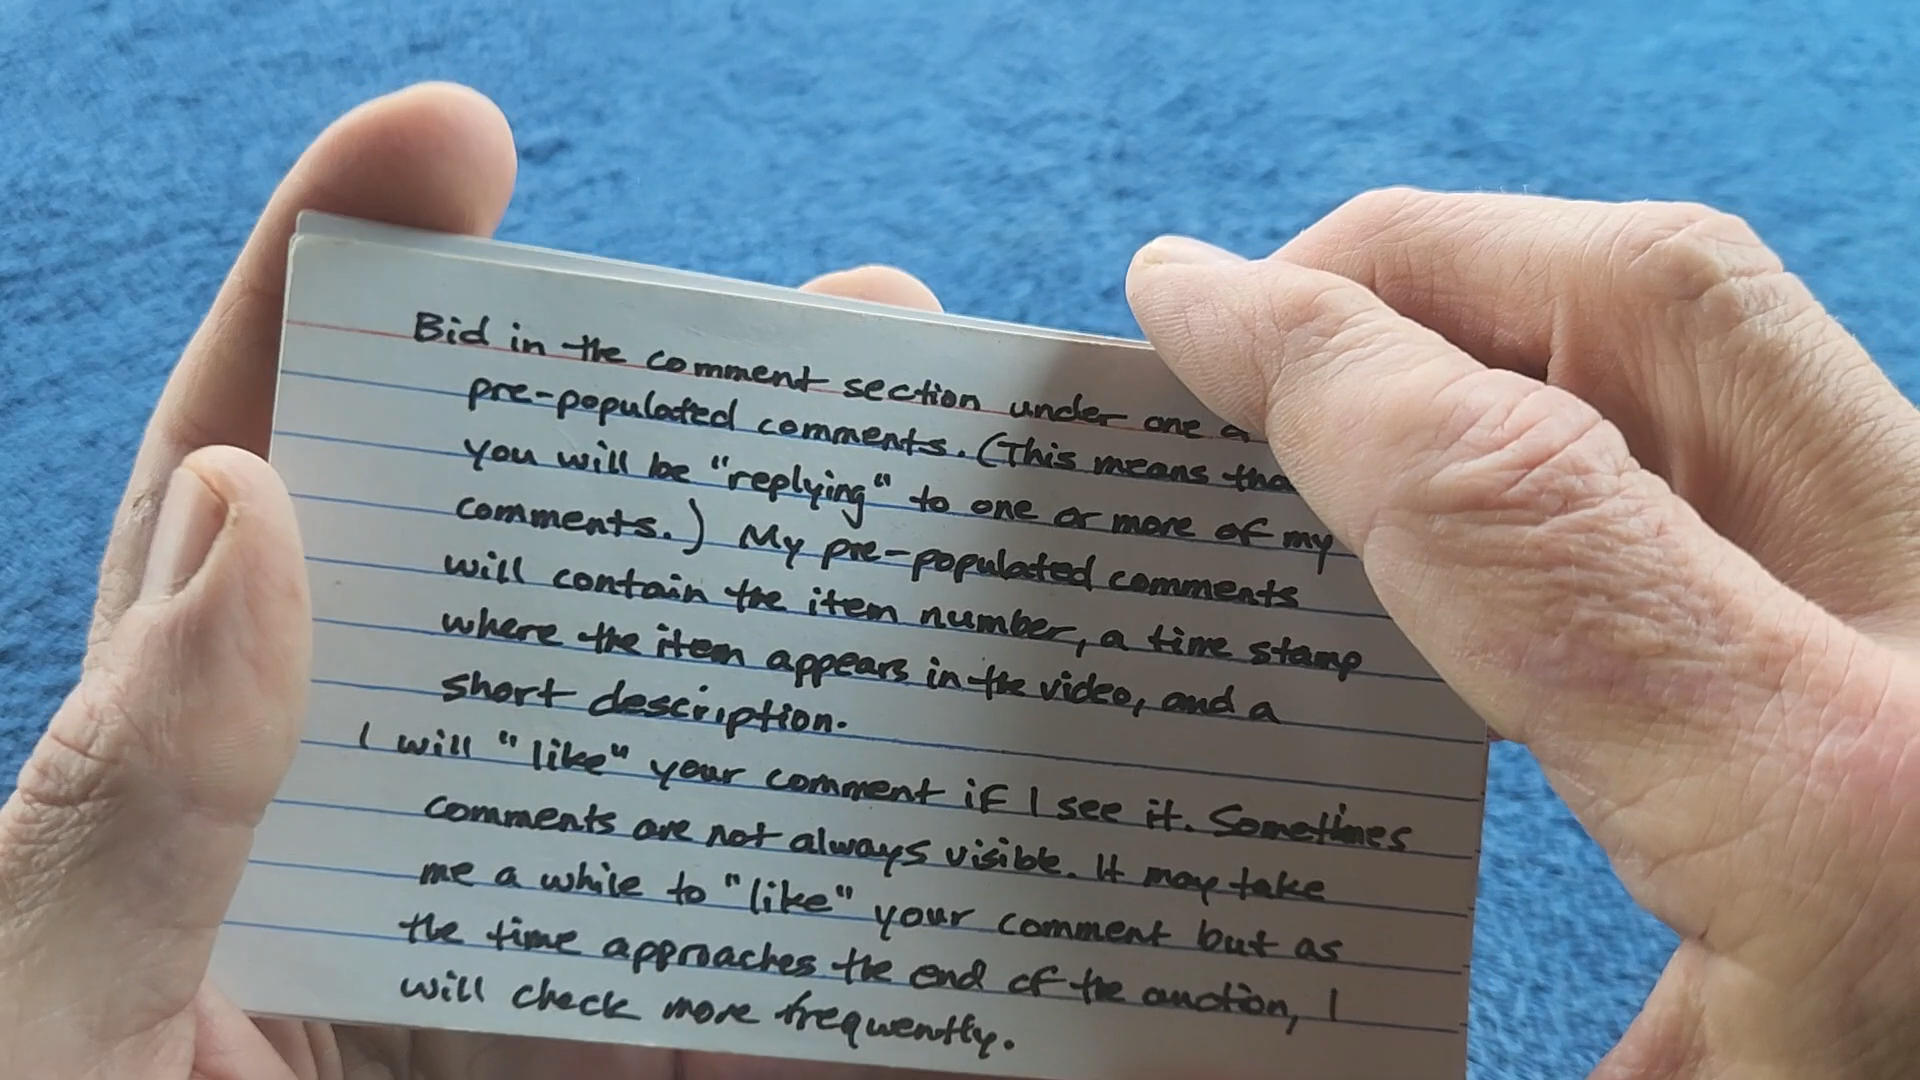 Bid in the comment section under one
pre-populated comments. (This means
you will be "replying" to one or more of my
comments.) My pre-populated comments
will contain the item number, a time stamp
where the item appears in the video, and a
short description.
I will "like" your comment if I see it. Sometimes
comments are not always visible. It may take
me a while to "like" your comment but as
the time approaches the end of the auction, I
will check more frequently.